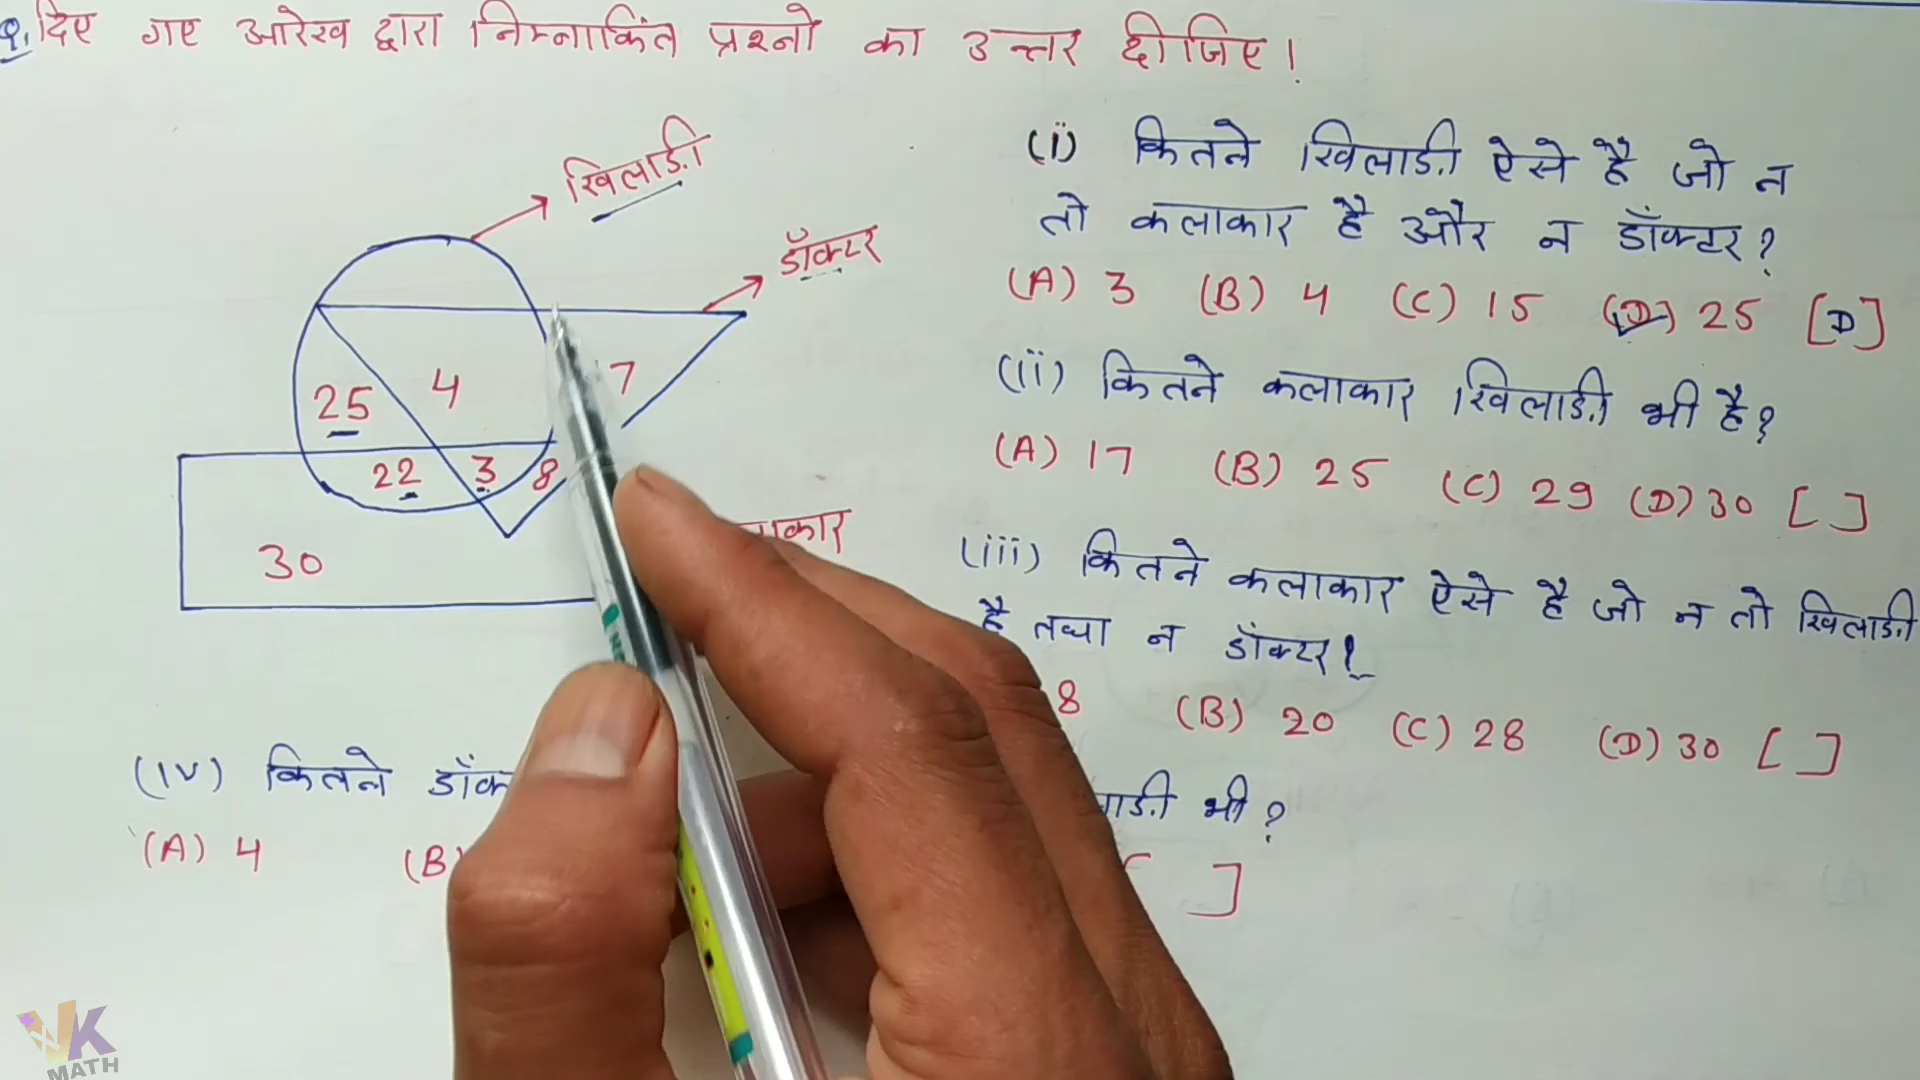 प्र. दिए गए आरेख द्वारा निम्नाकिंत प्रश्नो का उत्तर दीजिए।
खिलाडी़
डॉक्टर
25
4
7
22
3
8
30
(i) कितने खिलाडी़ ऐसे है जो न
तो कलाकार है और न डॉक्टर?
(A) 3 (B) 4 (C) 15 (D) 25 [D]
(ii) कितने कलाकार खिलाडी़ भी है?
(A) 17 (B) 25 (C) 29 (D) 30 [ ]
(iii) कितने कलाकार ऐसे है जो न तो खिलाडी़
है तथा न डॉक्टर?
8 (B) 20 (C) 28 (D) 30 [ ]
(iv) कितने भी?
(A) 4 (B ]
VK
MATH